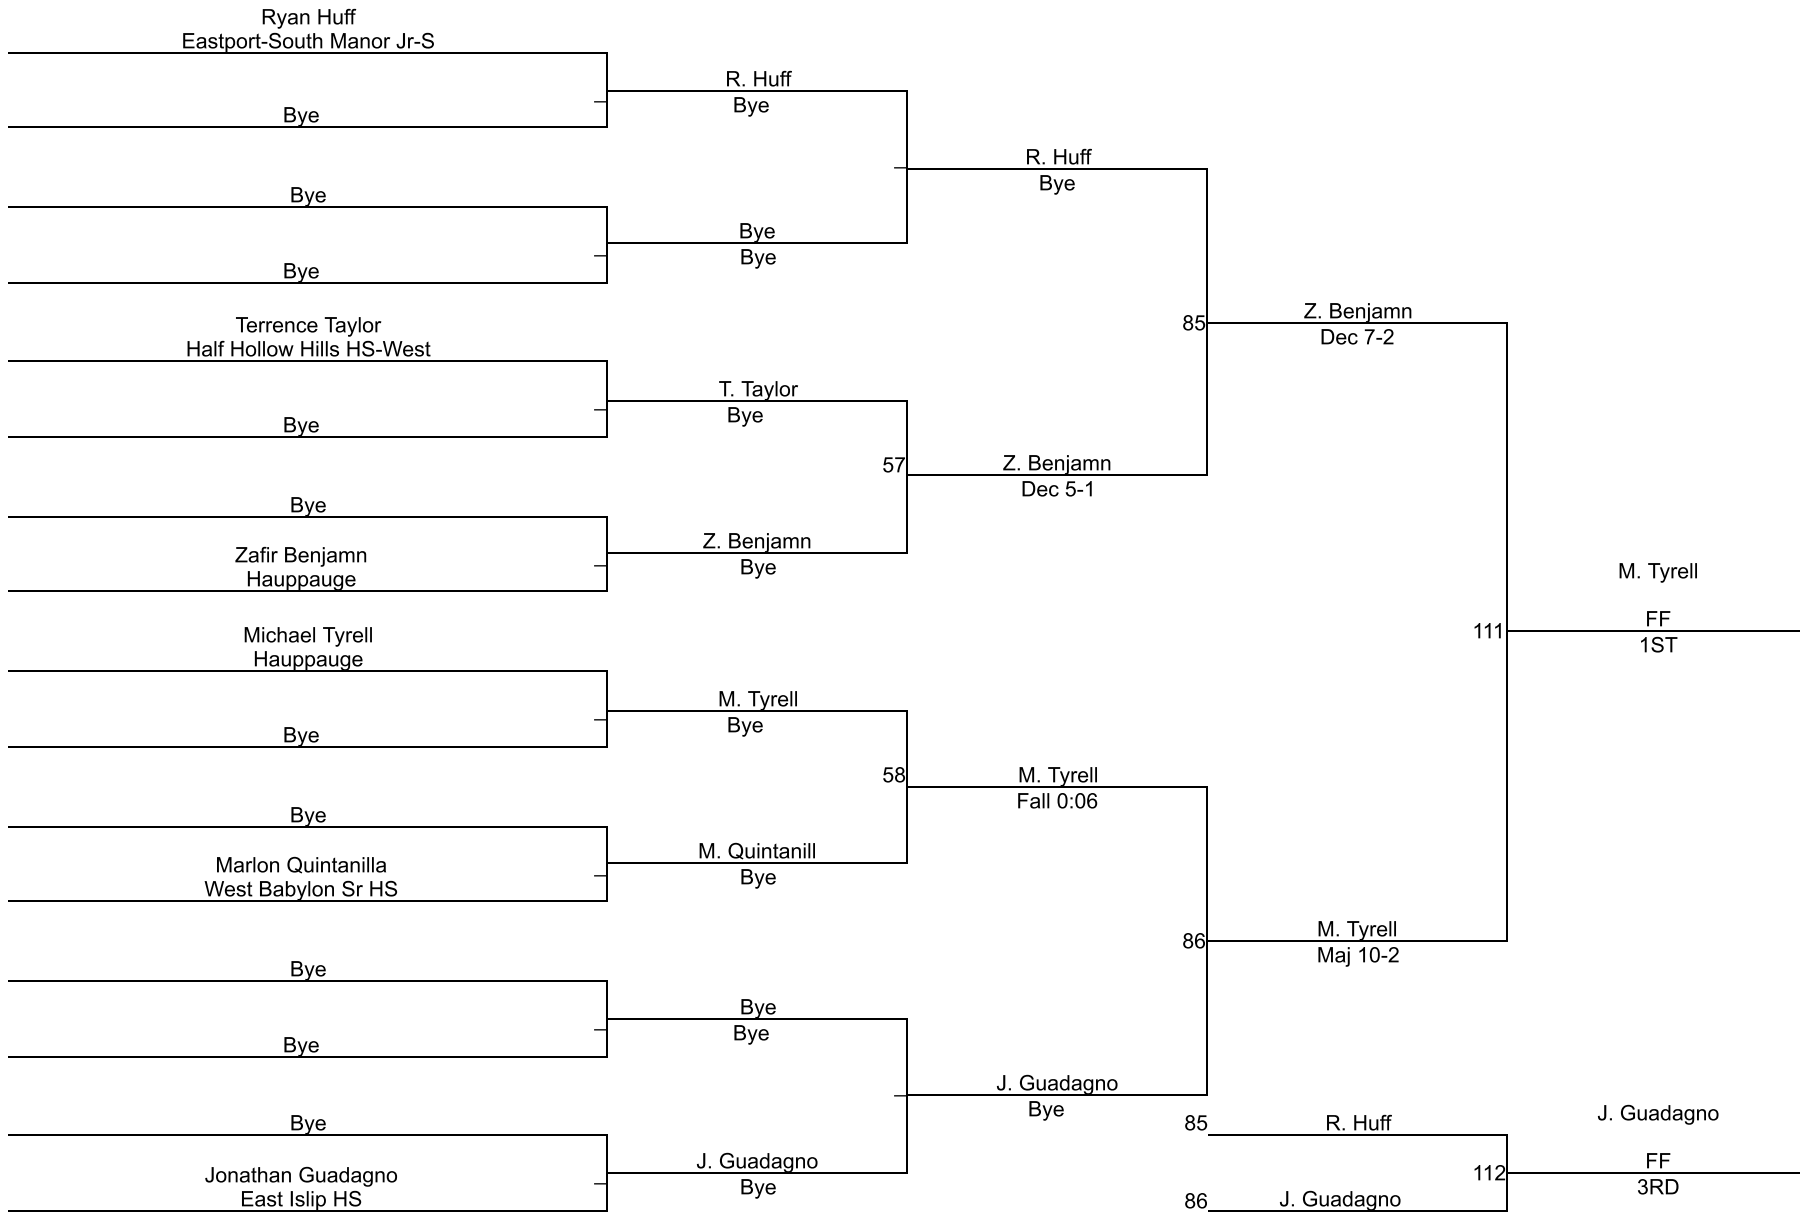 Ryan Huff
Eastport-South Manor Jr-S
Bye
Bye
Bye
Terrence Taylor
Half Hollow Hills HS-West
Bye
Bye
Zafir Benjamn
Hauppauge
Michael Tyrell
Hauppauge
Bye
Bye
Marlon Quintanilla
West Babylon Sr HS
Bye
Bye
Bye
Jonathan Guadagno
East Islip HS
R. Huff
Bye
Bye
Bye
T. Taylor
Bye
57
Z. Benjamn
Bye
M. Tyrell
Bye
58
M. Quintanill
Bye
Bye
Bye
J. Guadagno
Bye
R. Huff
Bye
85
Z. Benjamn
Dec 5-1
M. Tyrell
Fall 0:06
86
J. Guadagno
Bye
Z. Benjamn
Dec 7-2
111
M. Tyrell
Maj 10-2
M. Tyrell
FF
1ST
85
R. Huff
112
86
J. Guadagno
J. Guadagno
FF
3RD